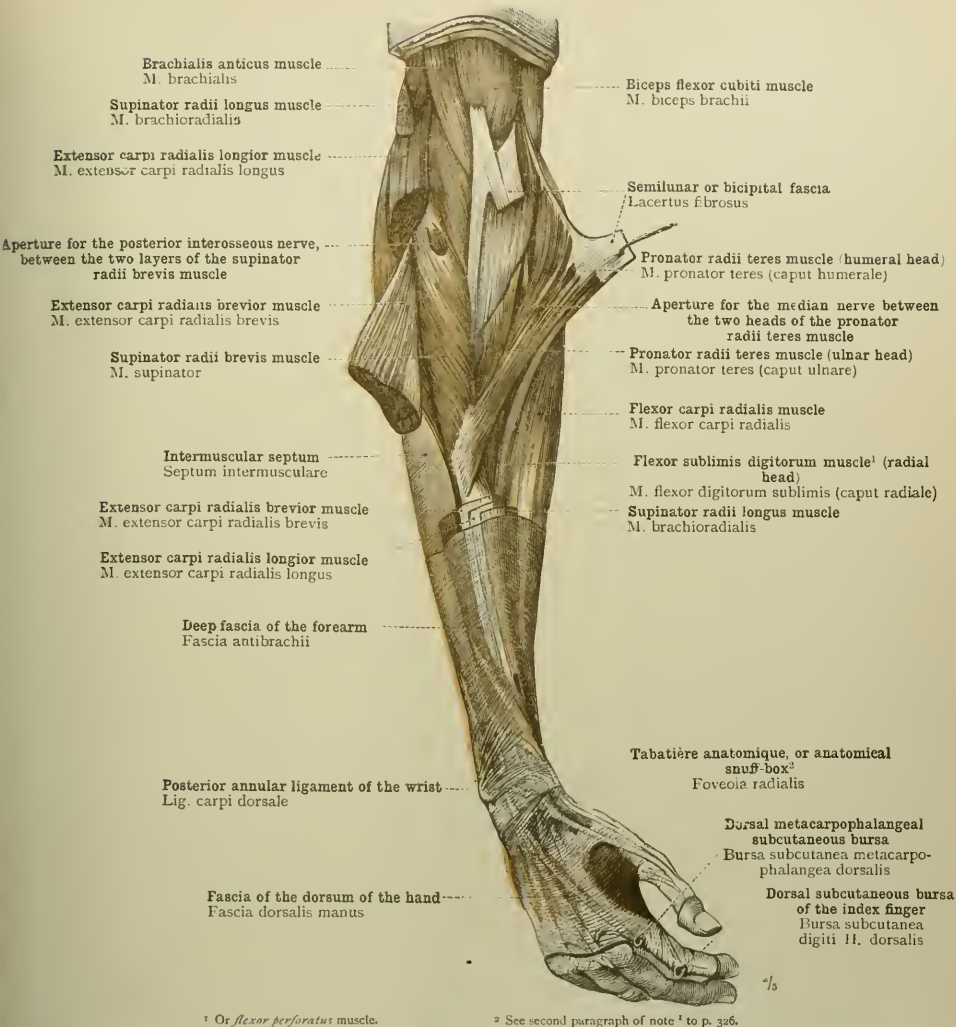 Brachialis anticus muscle
M. brachialis
Supinator radii longus muscle
M. brachioradialis
Extensor carpi radialis longior muscle
M. extensor carpi radialis longus
Aperture for the posterior interosseous nerve,
between the two layers of the supinator
radii brevis muscle
Extensor carpi radialis brevior muscle
M. extensor carpi radialis brevis
Supinator radii brevis muscle
M. supinator
Intermuscular septum
Septum intermusculare
Extensor carpi radialis brevior muscle
M. extensor carpi radialis brevis
Extensor carpi radialis longior muscle
M. extensor carpi radialis longus
Deep fascia of the forearm
Fascia antibrachii
Posterior annular ligament of the wrist
Lig. carpi dorsale
Fascia of the dorsum of the hand
Fascia dorsalis manus
Biceps flexor cubiti muscle
M. biceps brachii
Semilunar or bicipital fascia
Lacertus fibrosus
Pronator radii teres muscle (humeral head)
M. pronator teres (caput humerale)
Aperture for the median nerve between
the two heads of the pronator
radii teres muscle
Pronator radii teres muscle (ulnar head)
M. pronator teres (caput ulnare)
Flexor carpi radialis muscle
M. flexor carpi radialis
Flexor sublimis digitorum muscle¹ (radial
head)
M. flexor digitorum sublimis (caput radiale)
Supinator radii longus muscle
M. brachioradialis
Tabatière anatomique, or anatomical
snuff-box²
Foveola radialis
Dorsal metacarpophalangeal
subcutaneous bursa
Bursa subcutanea metacarpo-
phalangea dorsalis
Dorsal subcutaneous bursa
of the index finger
Bursa subcutanea
digiti II. dorsalis
2/5
¹ Or flexor perforatus muscle.
² See second paragraph of note ¹ to p. 326.